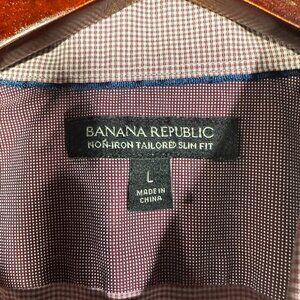 BANANA REPUBLIC
NON-IRON TAILORED SLIM FIT
L
MADE IN
CHINA